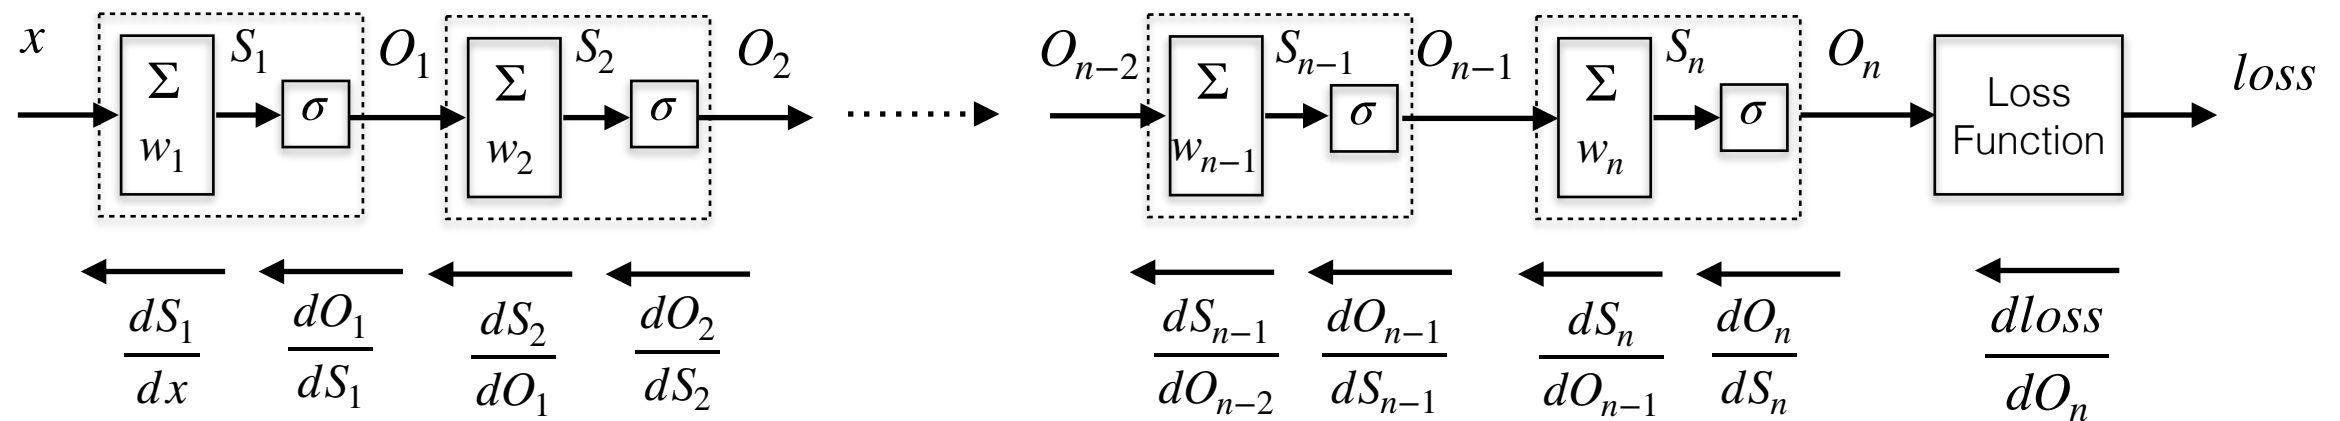 x Σ w₁ S₁ σ O₁ Σ w₂ S₂ σ O₂ Oₙ₋₂ Σ wₙ₋₁ Sₙ₋₁ σ Oₙ₋₁ Σ wₙ Sₙ σ Oₙ Loss Function loss
dS₁/dx dO₁/dS₁ dS₂/dO₁ dO₂/dS₂ dSₙ₋₁/dOₙ₋₂ dOₙ₋₁/dSₙ₋₁ dSₙ/dOₙ₋₁ dOₙ/dSₙ dloss/dOₙ